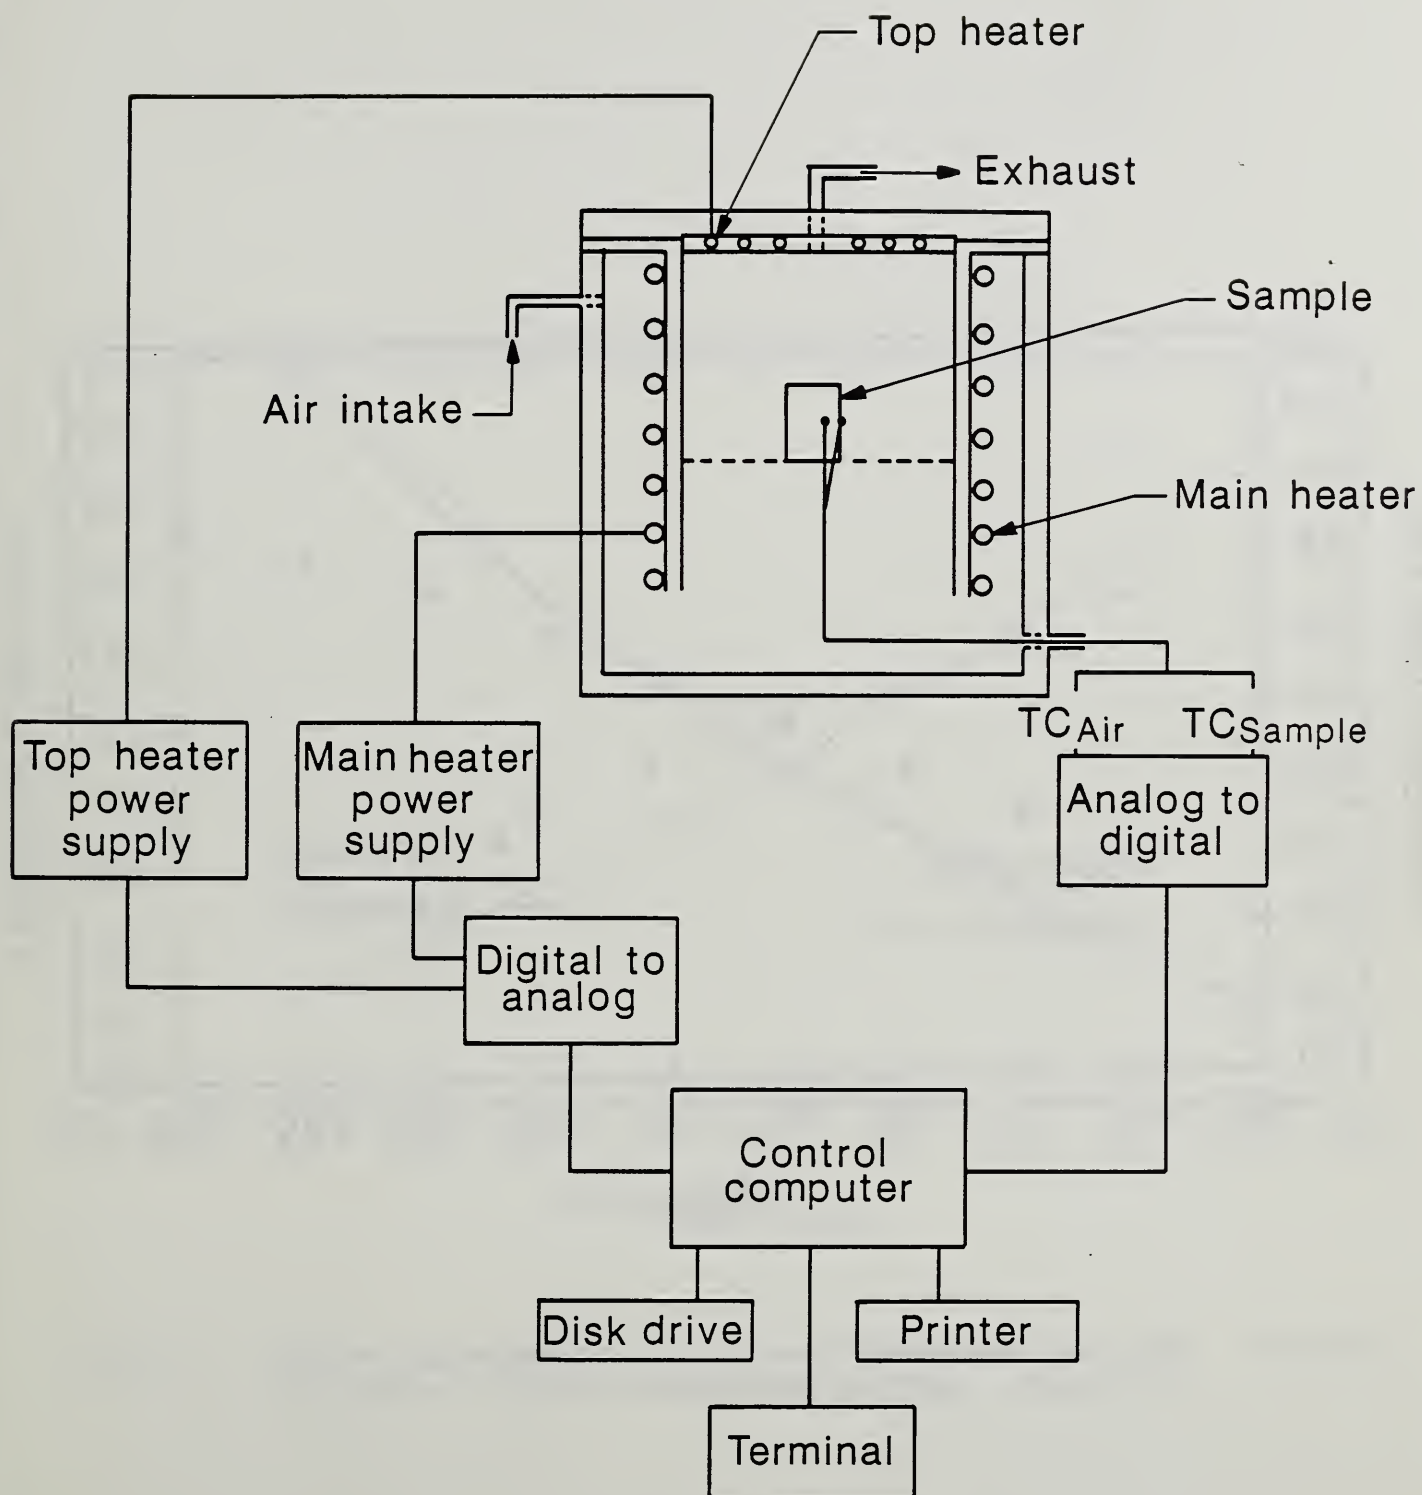 Top heater
Exhaust
Sample
Air intake
Main heater
TCAir
TCSample
Top heater
power
supply
Main heater
power
supply
Analog to
digital
Digital to
analog
Control
computer
Disk drive
Printer
Terminal